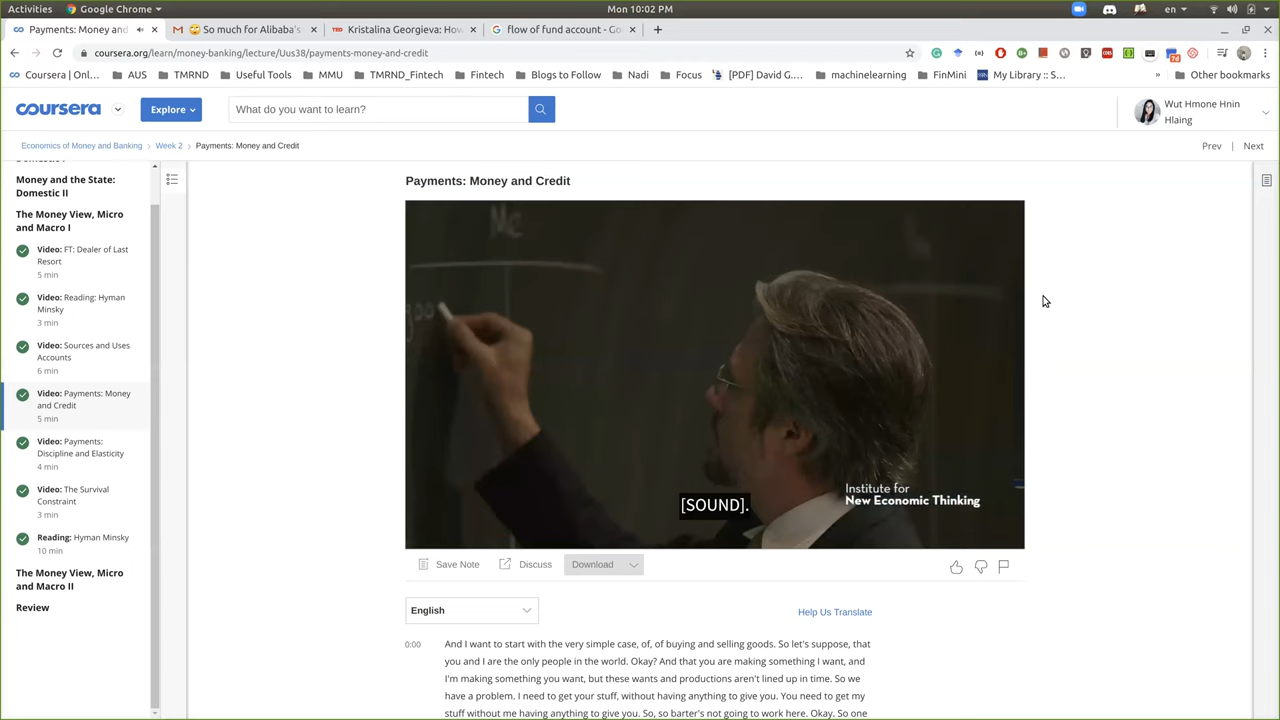 Activities Google Chrome Mon 10:02 PM en
Payments: Money and So much for Alibaba's Kristalina Georgieva: How flow of fund account - Go
coursera.org/learn/money-banking/lecture/Uus38/payments-money-and-credit
Coursera | Onl... AUS TMRND Useful Tools MMU TMRND_Fintech Fintech Blogs to Follow Nadi Focus [PDF] David G.... machinelearning FinMini My Library :: S... » Other bookmarks
coursera Explore What do you want to learn? Wut Hmone Hnin
Hlaing
Economics of Money and Banking Week 2 Payments: Money and Credit Prev | Next
Money and the State:
Domestic II
The Money View, Micro
and Macro I
Video: FT: Dealer of Last
Resort
5 min
Video: Reading: Hyman
Minsky
3 min
Video: Sources and Uses
Accounts
6 min
Video: Payments: Money
and Credit
5 min
Video: Payments:
Discipline and Elasticity
4 min
Video: The Survival
Constraint
3 min
Reading: Hyman Minsky
10 min
The Money View, Micro
and Macro II
Review
Payments: Money and Credit
[SOUND].
Institute for
New Economic Thinking
Save Note Discuss Download
English Help Us Translate
0:00 And I want to start with the very simple case, of, of buying and selling goods. So let's suppose, that
you and I are the only people in the world. Okay? And that you are making something I want, and
I'm making something you want, but these wants and productions aren't lined up in time. So we
have a problem. I need to get your stuff, without having anything to give you. You need to get my
stuff without me having anything to give you. So, so barter's not going to work here. Okay. So one